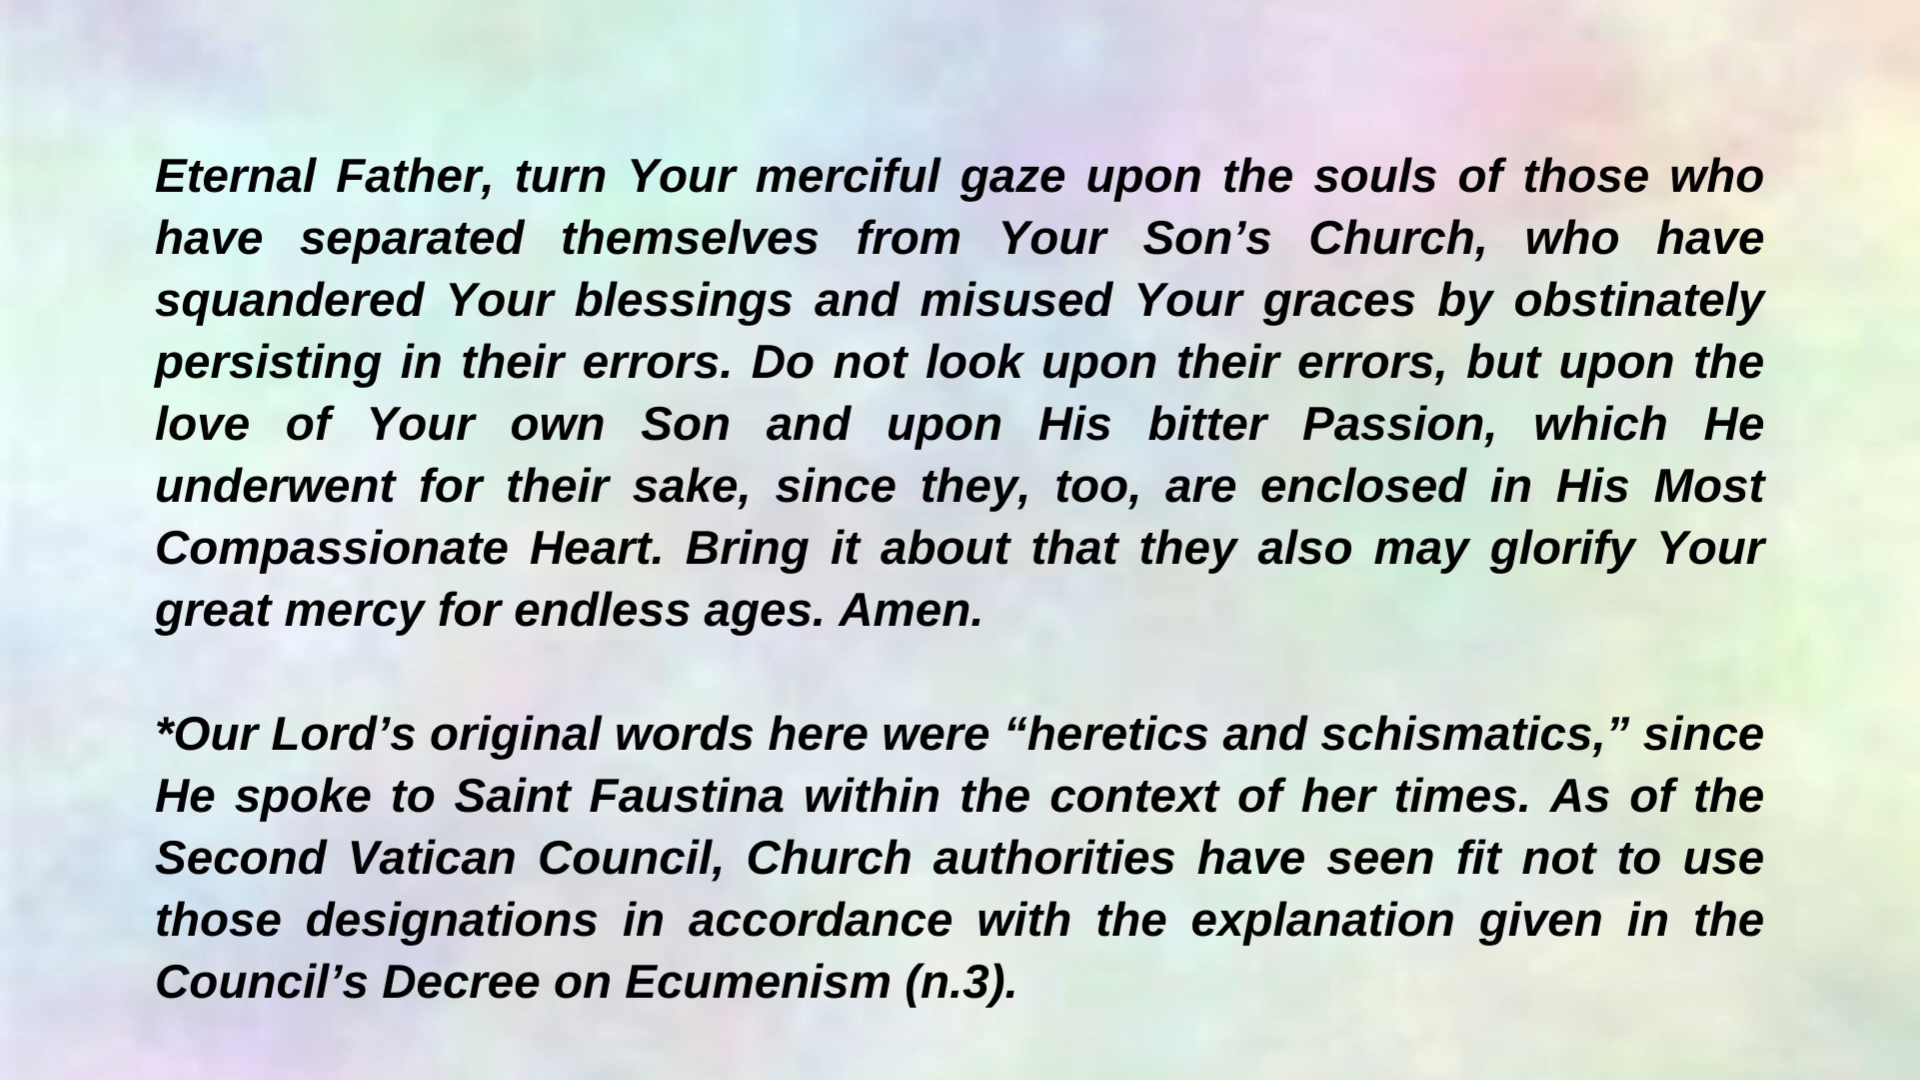 Eternal Father, turn Your merciful gaze upon the souls of those who
have separated themselves from Your Son’s Church, who have
squandered Your blessings and misused Your graces by obstinately
persisting in their errors. Do not look upon their errors, but upon the
love of Your own Son and upon His bitter Passion, which He
underwent for their sake, since they, too, are enclosed in His Most
Compassionate Heart. Bring it about that they also may glorify Your
great mercy for endless ages. Amen.
*Our Lord’s original words here were “heretics and schismatics,” since
He spoke to Saint Faustina within the context of her times. As of the
Second Vatican Council, Church authorities have seen fit not to use
those designations in accordance with the explanation given in the
Council’s Decree on Ecumenism (n.3).